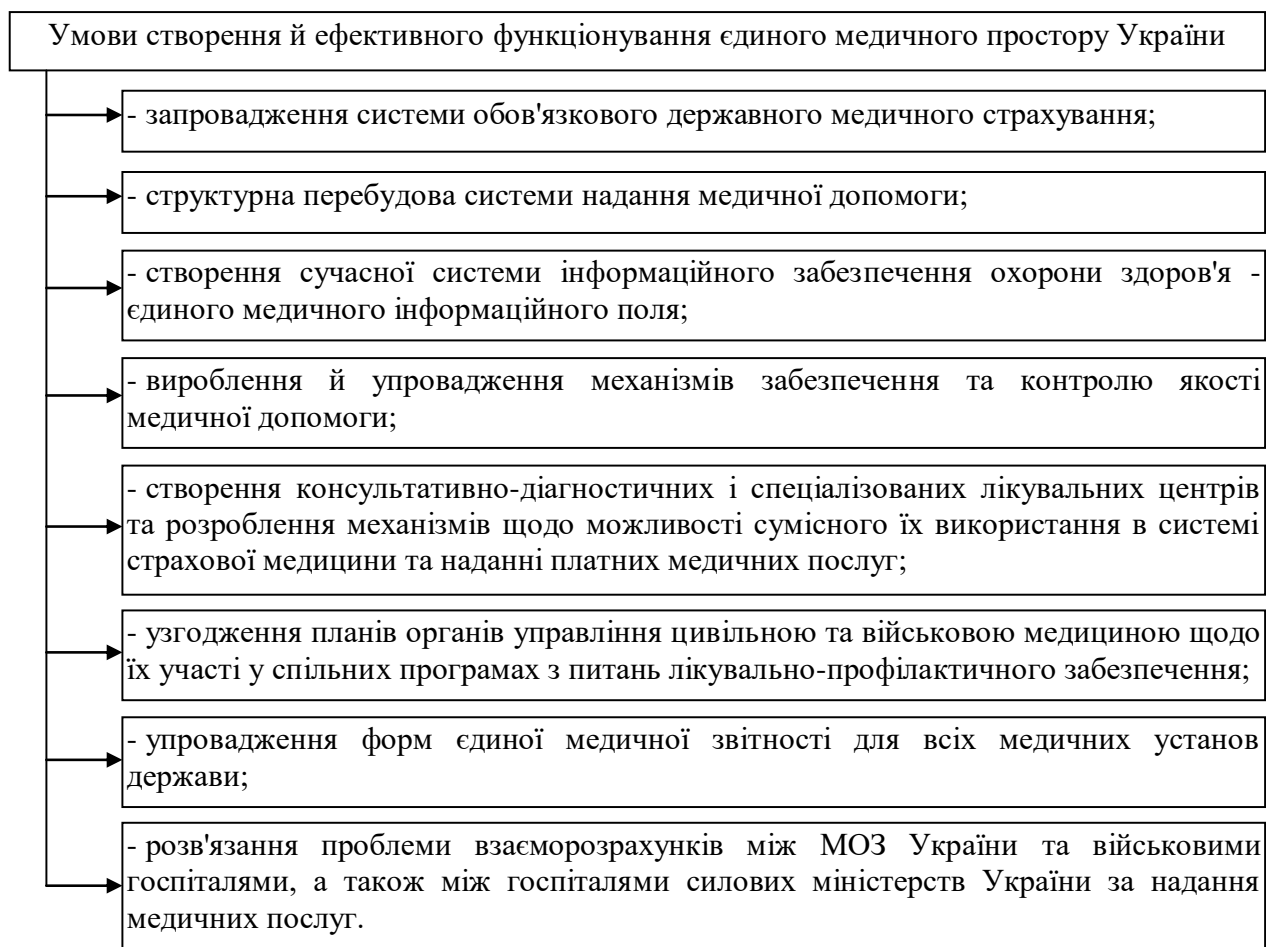 Умови створення й ефективного функціонування єдиного медичного простору України
- запровадження системи обов'язкового державного медичного страхування;
- структурна перебудова системи надання медичної допомоги;
- створення сучасної системи інформаційного забезпечення охорони здоров'я -
єдиного медичного інформаційного поля;
- вироблення й упровадження механізмів забезпечення та контролю якості
медичної допомоги;
- створення консультативно-діагностичних і спеціалізованих лікувальних центрів
та розроблення механізмів щодо можливості сумісного їх використання в системі
страхової медицини та наданні платних медичних послуг;
- узгодження планів органів управління цивільною та військовою медициною щодо
їх участі у спільних програмах з питань лікувально-профілактичного забезпечення;
- упровадження форм єдиної медичної звітності для всіх медичних установ
держави;
- розв'язання проблеми взаєморозрахунків між МОЗ України та військовими
госпіталями, а також між госпіталями силових міністерств України за надання
медичних послуг.